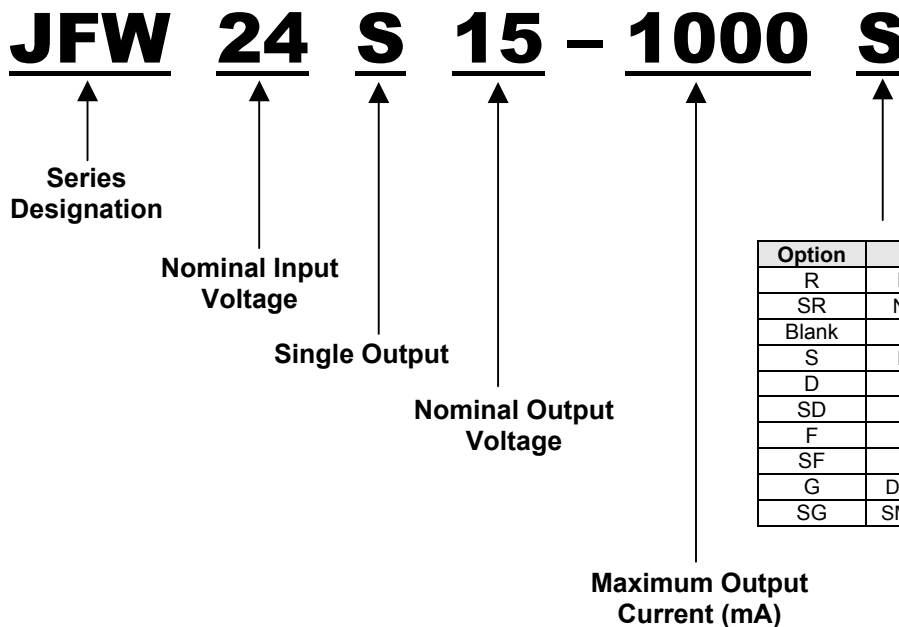 JFW 24 S 15 – 1000 S
Series
Designation
Nominal Input
Voltage
Single Output
Nominal Output
Voltage
Maximum Output
Current (mA)
Option
R
SR
Blank
S
D
SD
F
SF
G D
SG